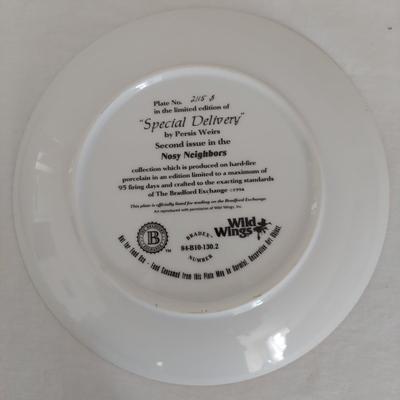 Plate No. 2115 B
in the limited edition of
"Special Delivery"
by Persis Weirs
Second issue in the
Nosy Neighbors
collection which is produced on hard-fire
porcelain in an edition limited to a maximum of
95 firing days and crafted to the exacting standards
of The Bradford Exchange ©1994
This plate is officially listed for trading on the Bradford Exchange.
Art reproduced with permission of Wild Wings, Inc.
B
™
BRADEX
84-B10-130.2
NUMBER
Wild
Wings
Not For Food Use - Food Consumed from this Plate May be Harmful. Decorative Art Object